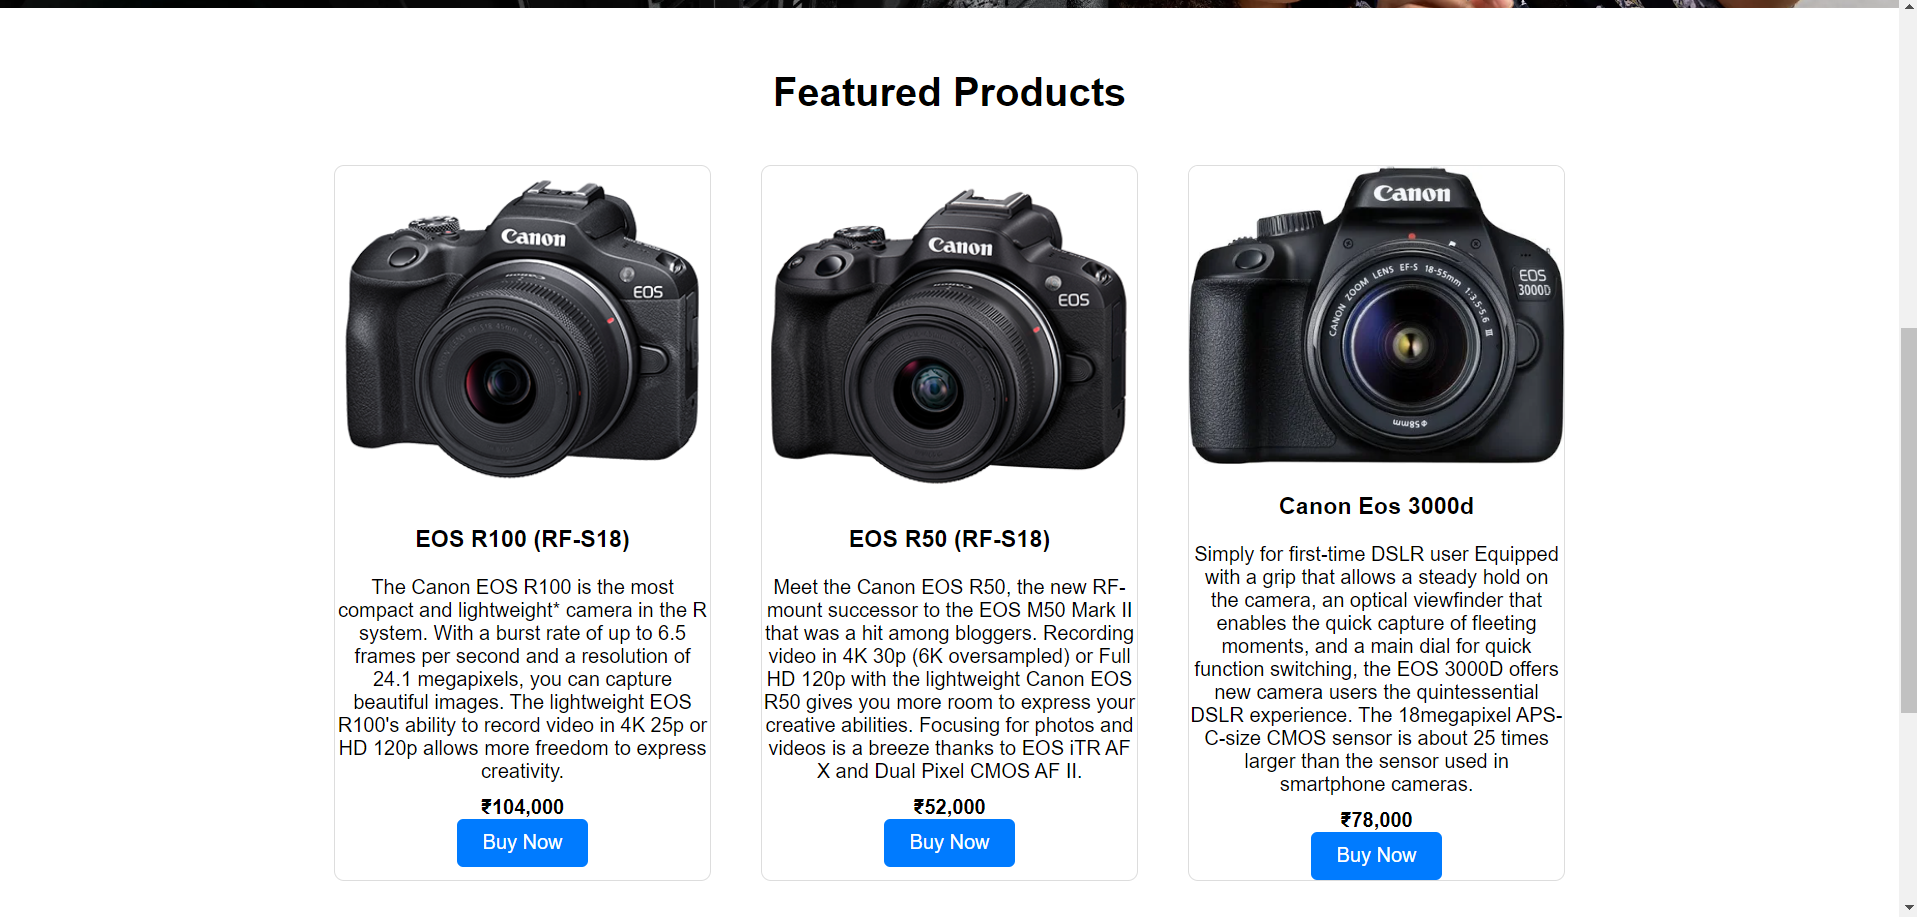 Featured Products
Canon
EOS
EOS R100 (RF-S18)
The Canon EOS R100 is the most
compact and lightweight* camera in the R
system. With a burst rate of up to 6.5
frames per second and a resolution of
24.1 megapixels, you can capture
beautiful images. The lightweight EOS
R100's ability to record video in 4K 25p or
HD 120p allows more freedom to express
creativity.
₹104,000
Buy Now
Canon
EOS
EOS R50 (RF-S18)
Meet the Canon EOS R50, the new RF-
mount successor to the EOS M50 Mark II
that was a hit among bloggers. Recording
video in 4K 30p (6K oversampled) or Full
HD 120p with the lightweight Canon EOS
R50 gives you more room to express your
creative abilities. Focusing for photos and
videos is a breeze thanks to EOS iTR AF
X and Dual Pixel CMOS AF II.
₹52,000
Buy Now
Canon
EOS
3000D
CANON ZOOM LENS EF-S 18-55mm 1:3.5-5.6 III
Φ58mm
Canon Eos 3000d
Simply for first-time DSLR user Equipped
with a grip that allows a steady hold on
the camera, an optical viewfinder that
enables the quick capture of fleeting
moments, and a main dial for quick
function switching, the EOS 3000D offers
new camera users the quintessential
DSLR experience. The 18megapixel APS-
C-size CMOS sensor is about 25 times
larger than the sensor used in
smartphone cameras.
₹78,000
Buy Now